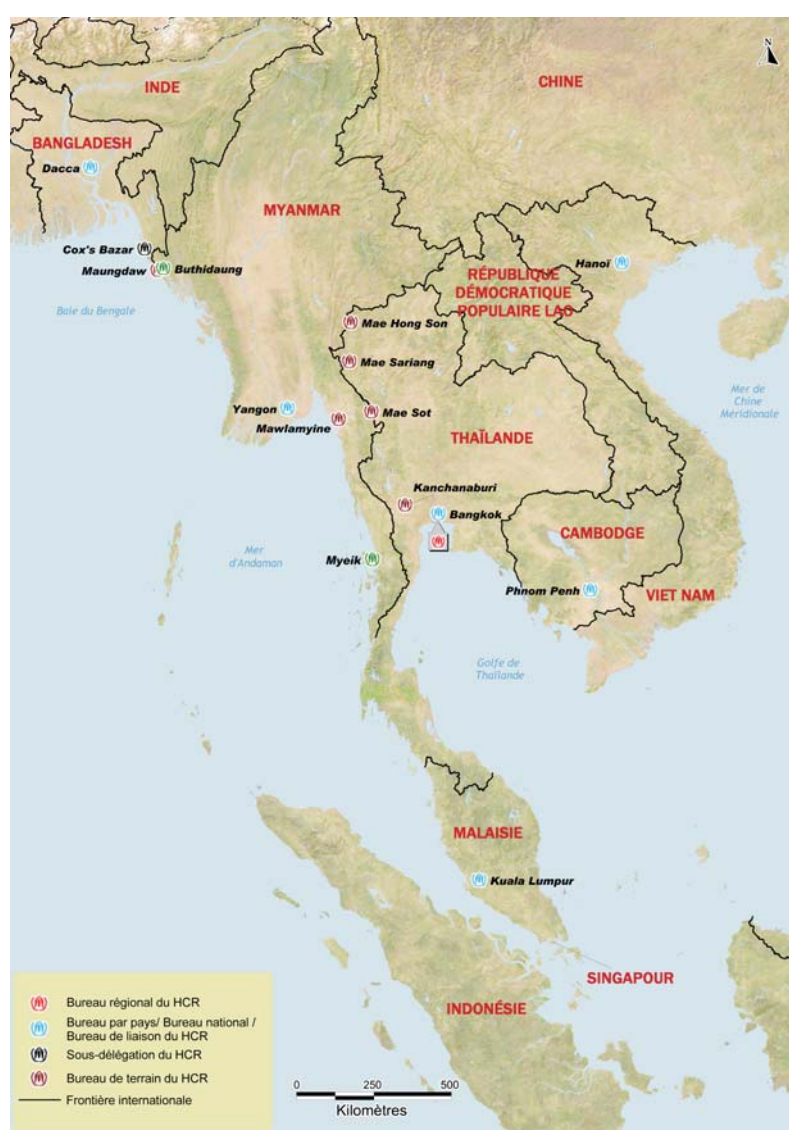 N
INDE
CHINE
BANGLADESH
Dacca
MYANMAR
Cox's Bazar
Maungdaw
Buthidaung
Hanoï
RÉPUBLIQUE
DÉMOCRATIQUE
POPULAIRE LAO
Baie du Bengale
Mae Hong Son
Mae Sariang
Mer de
Chine
Méridionale
Yangon
Mae Sot
Mawlamyine
THAÏLANDE
Kanchanaburi
Bangkok
CAMBODGE
Mer
d'Andaman
Myeik
Phnom Penh
VIET NAM
Golfe de
Thaïlande
MALAISIE
Kuala Lumpur
SINGAPOUR
INDONÉSIE
Bureau régional du HCR
Bureau par pays/ Bureau national /
Bureau de liaison du HCR
Sous-délégation du HCR
Bureau de terrain du HCR
Frontière internationale
0 250 500
Kilomètres